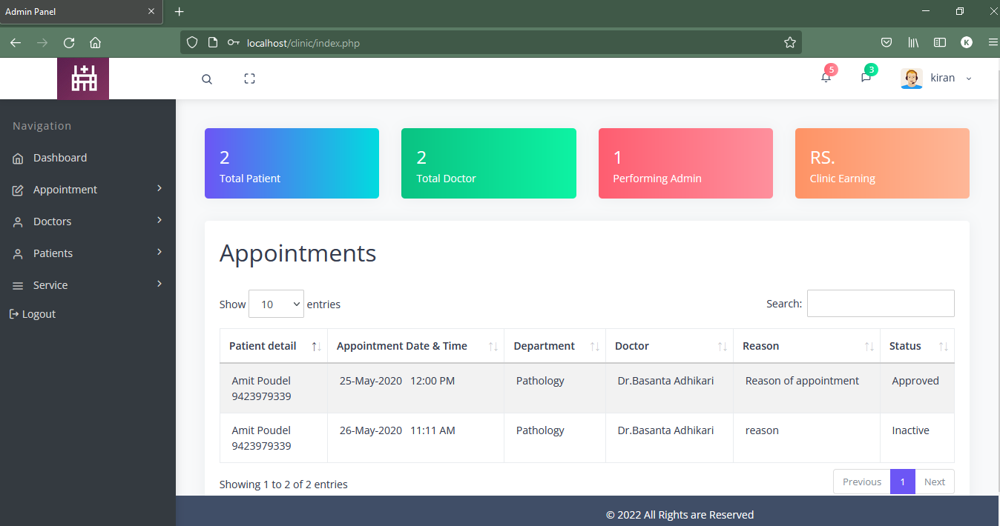 Admin Panel
localhost/clinic/index.php
K
5
3
kiran
Navigation
Dashboard
Appointment
Doctors
Patients
Service
Logout
2
Total Patient
2
Total Doctor
1
Performing Admin
RS.
Clinic Earning
Appointments
Show 10 entries
Search:
Patient detail Appointment Date & Time Department Doctor Reason Status
Amit Poudel 25-May-2020 12:00 PM Pathology Dr.Basanta Adhikari Reason of appointment Approved
9423979339
Amit Poudel 26-May-2020 11:11 AM Pathology Dr.Basanta Adhikari reason Inactive
9423979339
Showing 1 to 2 of 2 entries
Previous 1 Next
© 2022 All Rights are Reserved